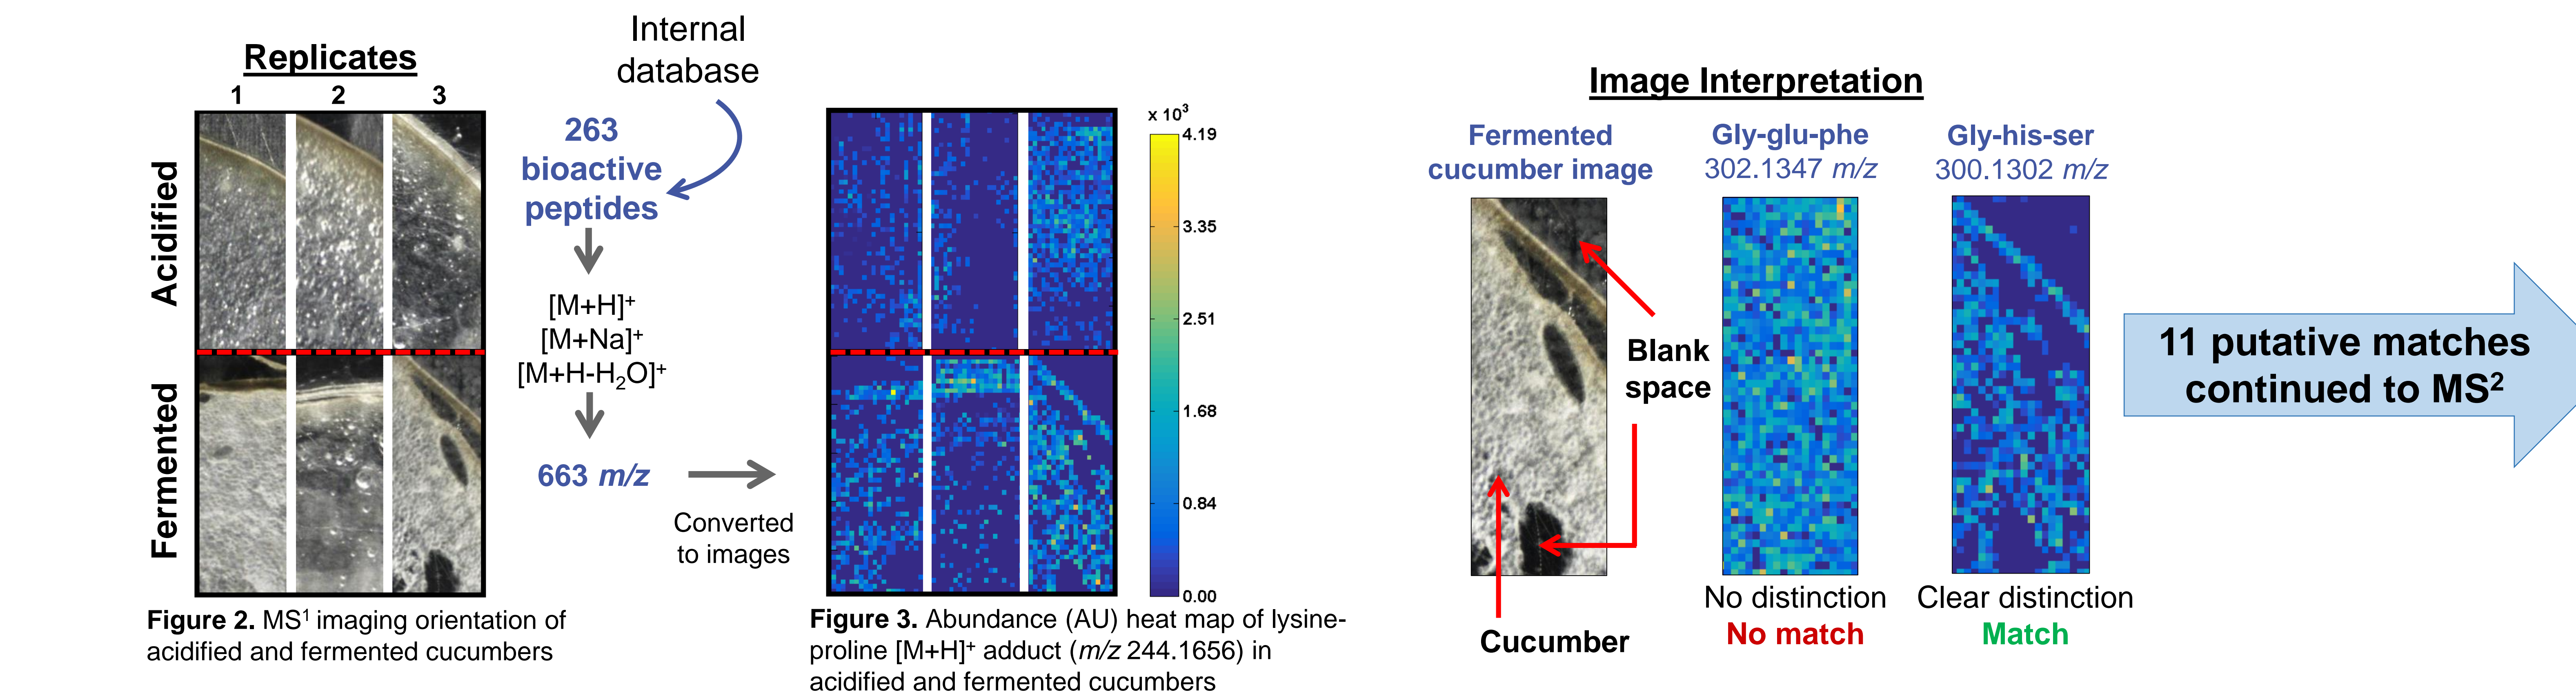 Replicates
1 2 3
Acidified
Fermented
Figure 2. MS¹ imaging orientation of
acidified and fermented cucumbers
Internal
database
263
bioactive
peptides
[M+H]⁺
[M+Na]⁺
[M+H-H₂O]⁺
663 m/z
Converted
to images
x 10³
4.19
3.35
2.51
1.68
0.84
0.00
Figure 3. Abundance (AU) heat map of lysine-
proline [M+H]⁺ adduct (m/z 244.1656) in
acidified and fermented cucumbers
Image Interpretation
Fermented
cucumber image
Blank
space
Cucumber
Gly-glu-phe
302.1347 m/z
No distinction
No match
Gly-his-ser
300.1302 m/z
Clear distinction
Match
11 putative matches
continued to MS²